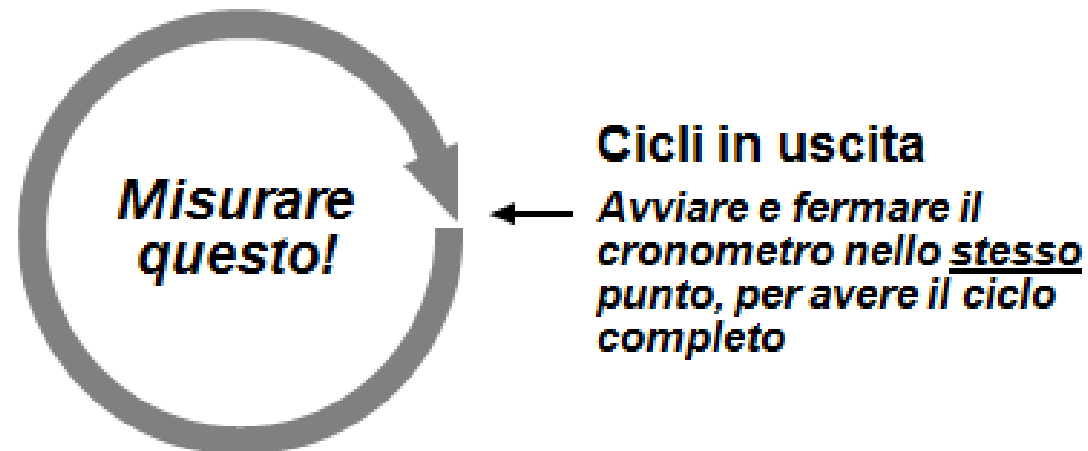 Misurare
questo!
Cicli in uscita
Avviare e fermare il
cronometro nello stesso
punto, per avere il ciclo
completo